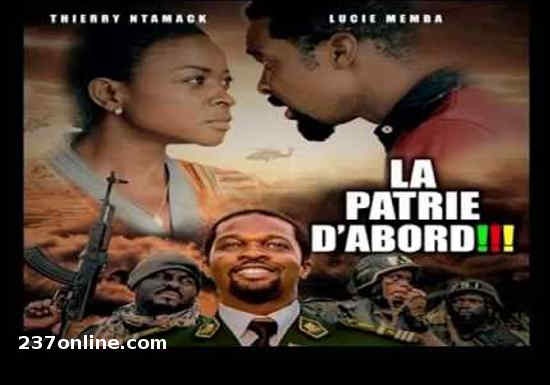 THIERRY NTAMACK LUCIE MEMBA
LA
PATRIE
D'ABORD!!!
237online.com